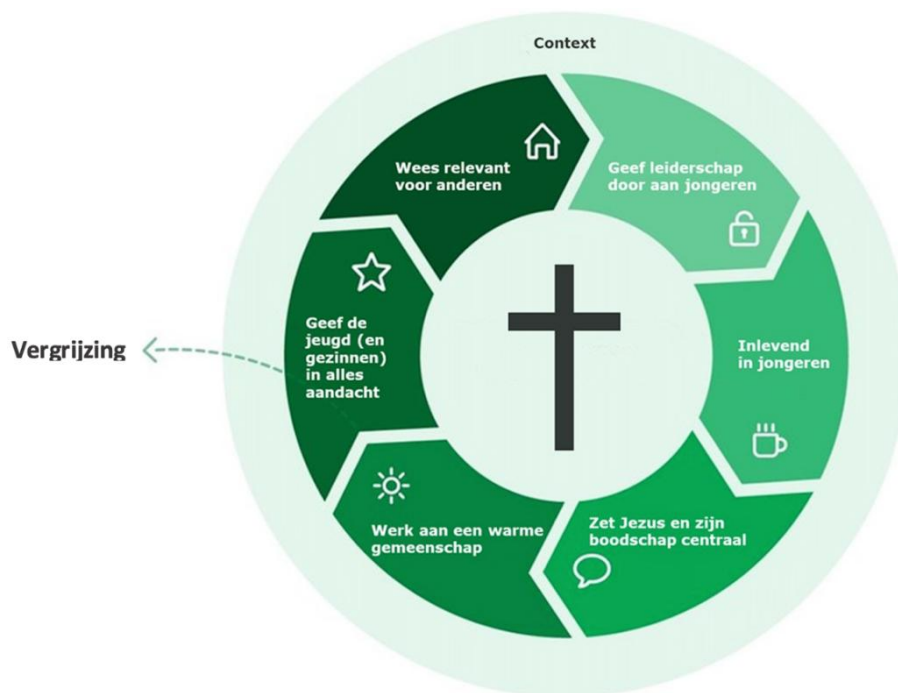 Context
Geef leiderschap
door aan jongeren
Inlevend
in jongeren
Zet Jezus en zijn
boodschap centraal
Werk aan een warme
gemeenschap
Geef de
jeugd (en
gezinnen)
in alles
aandacht
Wees relevant
voor anderen
Vergrijzing